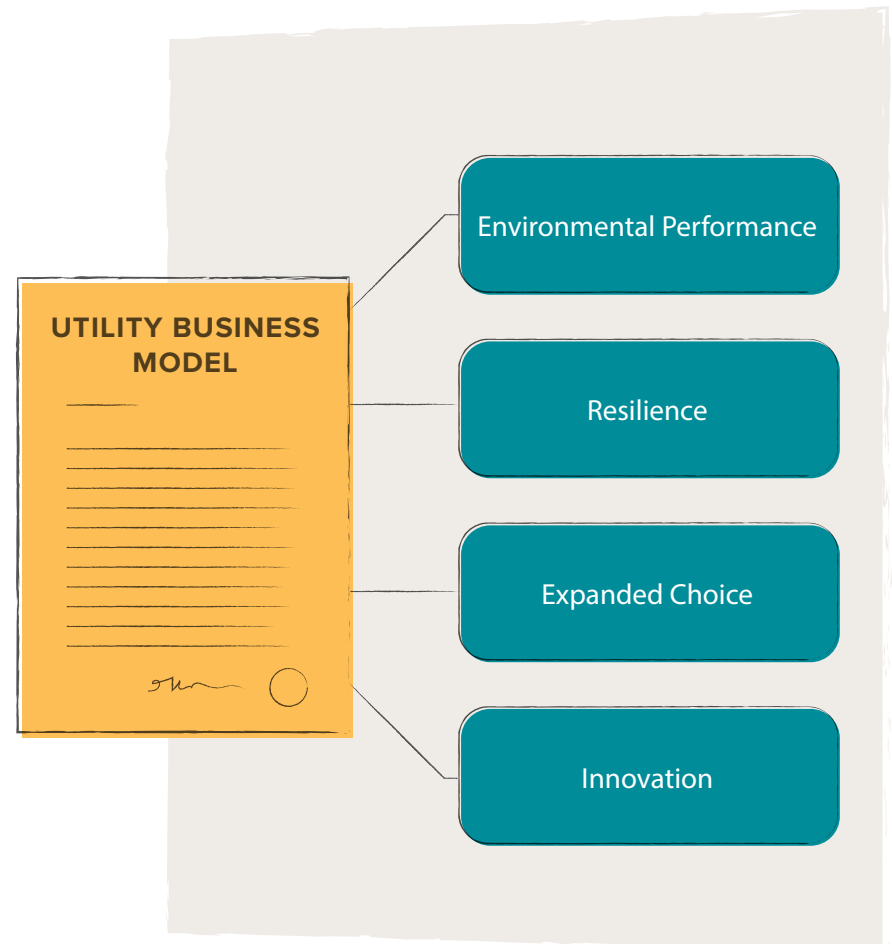 UTILITY BUSINESS
MODEL
Environmental Performance
Resilience
Expanded Choice
Innovation